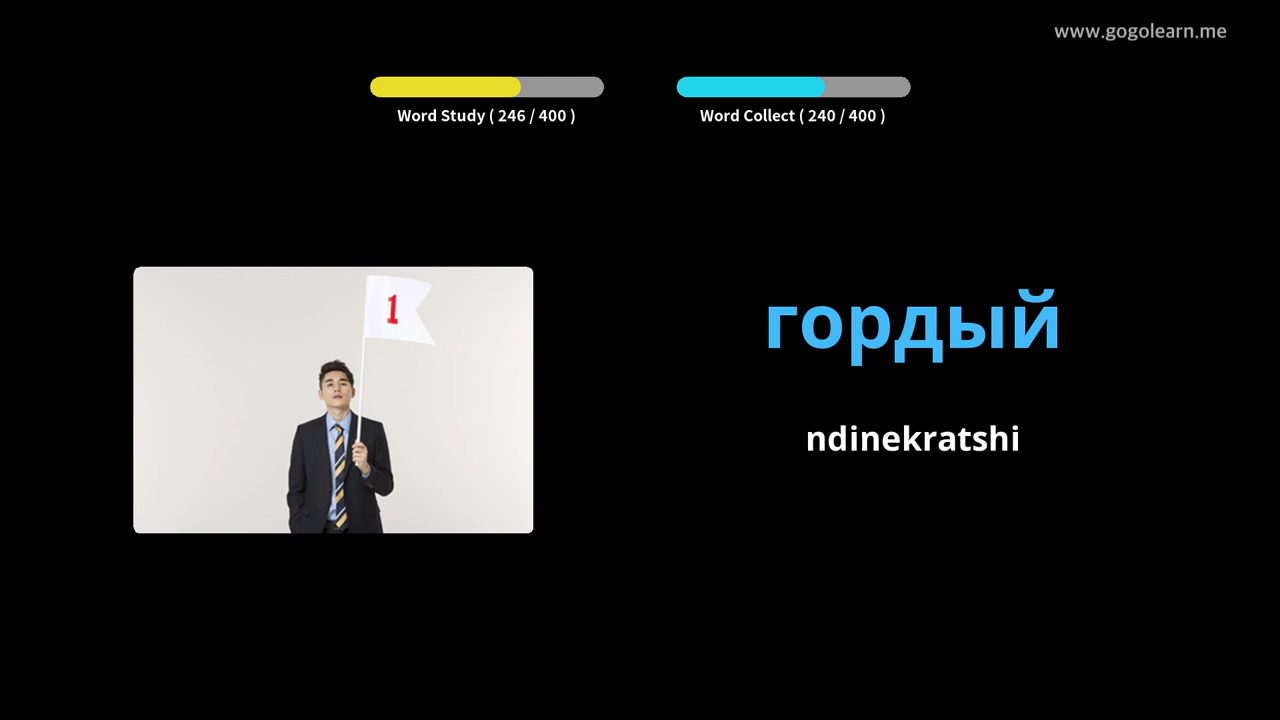 www.gogolearn.me
Word Study ( 246 / 400 )
Word Collect ( 240 / 400 )
1
гордый
ndinekratshi